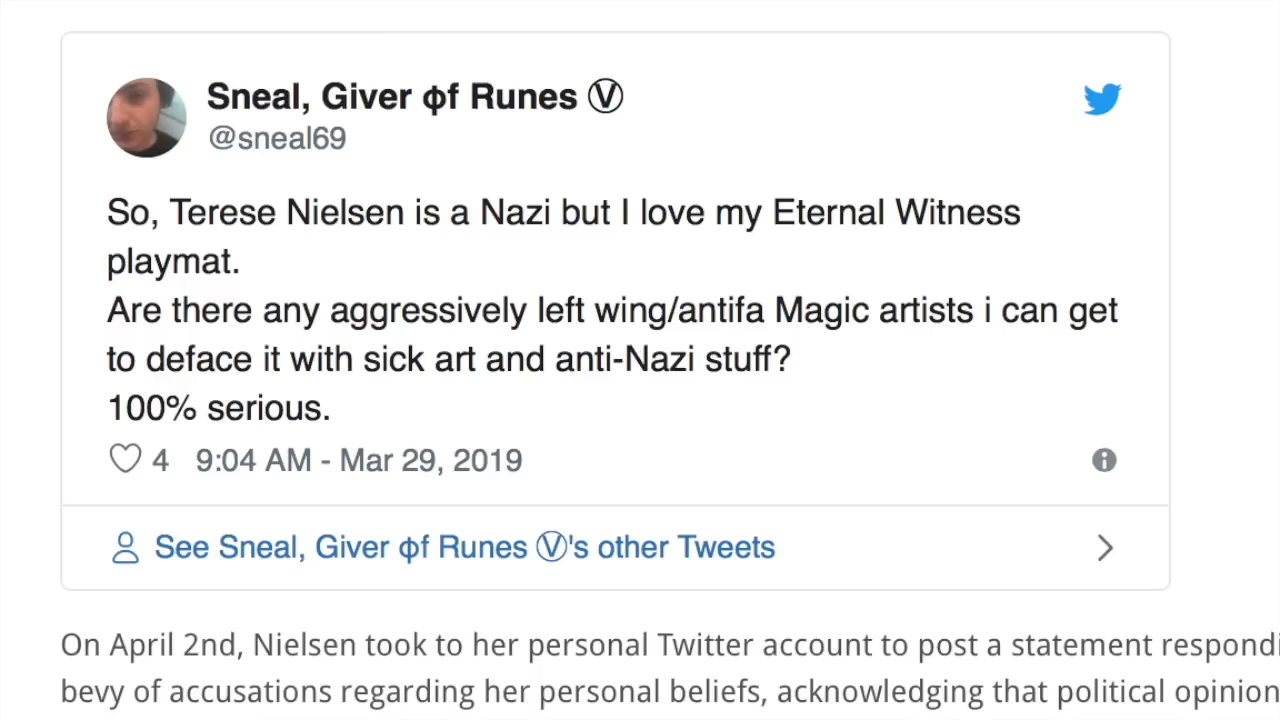 Sneal, Giver φf Runes Ⓥ
@sneal69
So, Terese Nielsen is a Nazi but I love my Eternal Witness
playmat.
Are there any aggressively left wing/antifa Magic artists i can get
to deface it with sick art and anti-Nazi stuff?
100% serious.
4 9:04 AM - Mar 29, 2019
See Sneal, Giver φf Runes Ⓥ's other Tweets
On April 2nd, Nielsen took to her personal Twitter account to post a statement respondi
bevy of accusations regarding her personal beliefs, acknowledging that political opinion